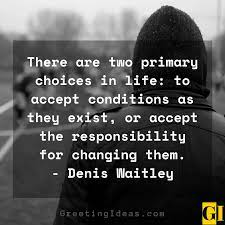 There are two primary
choices in life: to
accept conditions as
they exist, or accept
the responsibility
for changing them.
- Denis Waitley
GreetingIdeas.com
GI